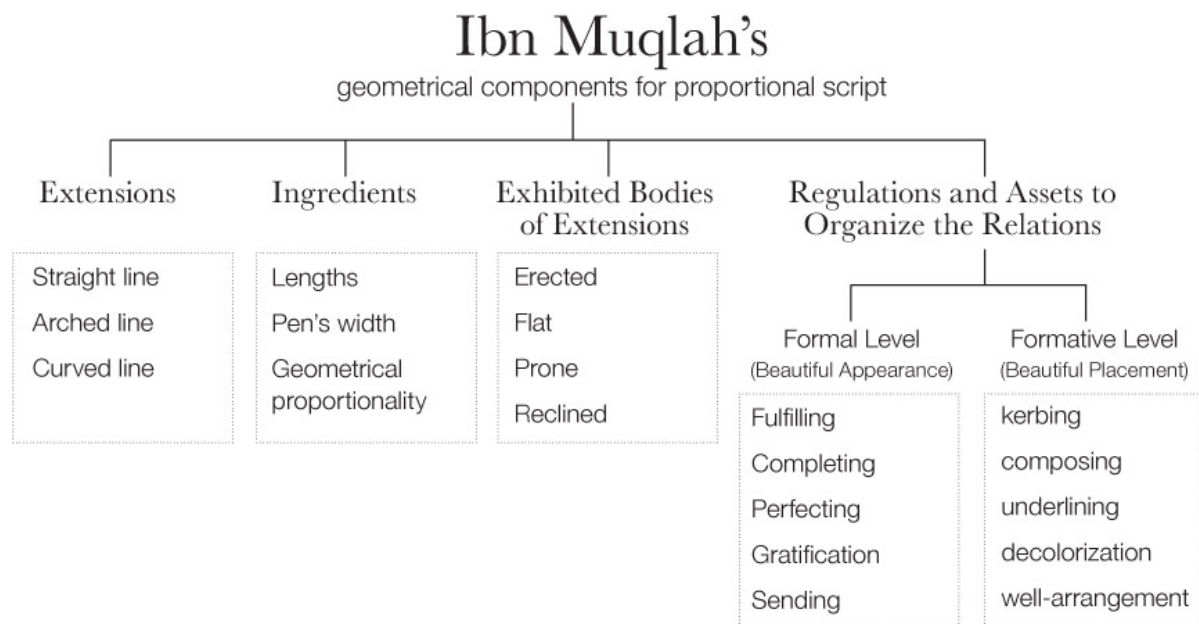 Ibn Muqlah's
geometrical components for proportional script
Extensions
Straight line
Arched line
Curved line
Ingredients
Lengths
Pen's width
Geometrical
proportionality
Exhibited Bodies
of Extensions
Erected
Flat
Prone
Reclined
Regulations and Assets to
Organize the Relations
Formal Level
(Beautiful Appearance)
Fulfilling
Completing
Perfecting
Gratification
Sending
Formative Level
(Beautiful Placement)
kerbing
composing
underlining
decolorization
well-arrangement